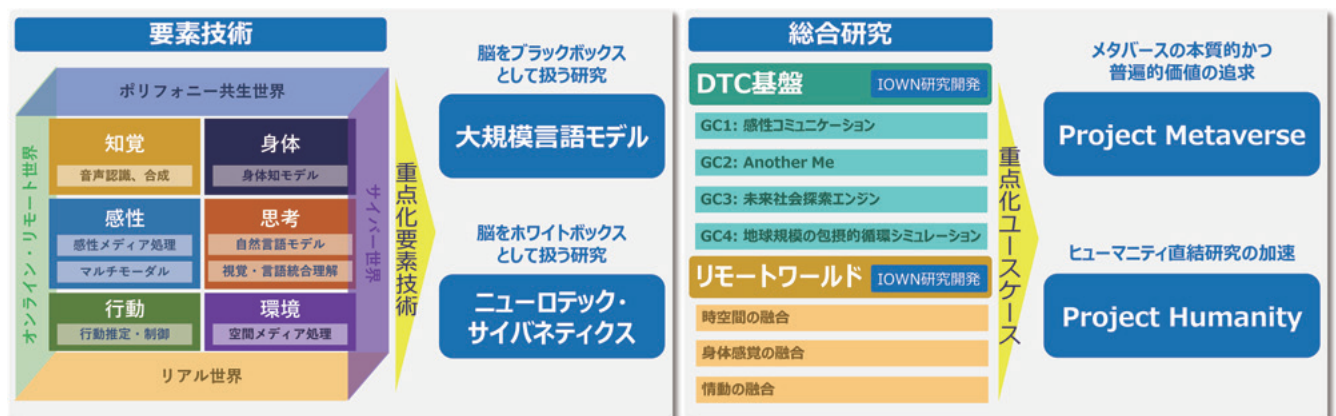 要素技術
ポリフォニー共生世界
オンライン・リモート世界
知覚
音声認識、合成
身体
身体知モデル
感性
感性メディア処理
マルチモーダル
思考
自然言語モデル
視覚・言語統合理解
行動
行動推定・制御
環境
空間メディア処理
サイバー世界
リアル世界
重点化要素技術
脳をブラックボックス
として扱う研究
大規模言語モデル
脳をホワイトボックス
として扱う研究
ニューロテック・
サイバネティクス
総合研究
DTC基盤
IOWN研究開発
GC1: 感性コミュニケーション
GC2: Another Me
GC3: 未来社会探索エンジン
GC4: 地球規模の包摂的循環シミュレーション
リモートワールド
IOWN研究開発
時空間の融合
身体感覚の融合
情動の融合
重点化ユースケース
メタバースの本質的かつ
普遍的価値の追求
Project Metaverse
ヒューマニティ直結研究の加速
Project Humanity